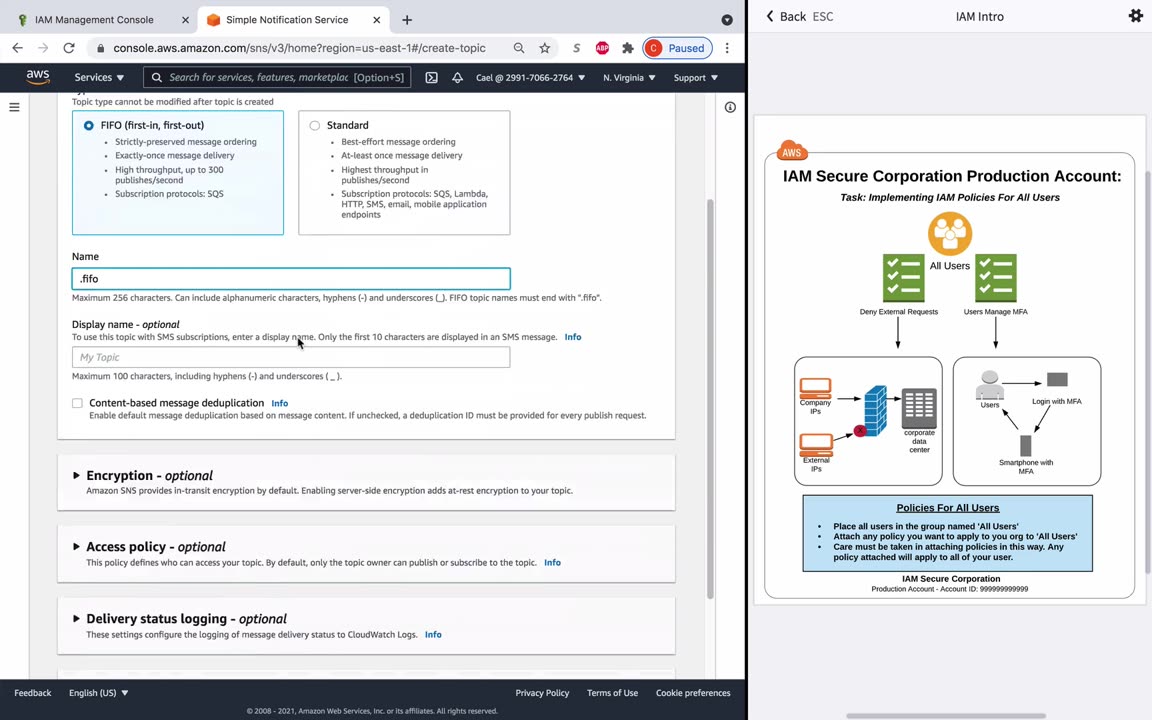 IAM Management Console
Simple Notification Service
console.aws.amazon.com/sns/v3/home?region=us-east-1#/create-topic
S
ABP
C Paused
aws
Services
Search for services, features, marketplac [Option+S]
Cael @ 2991-7066-2764
N. Virginia
Support
Topic type cannot be modified after topic is created
FIFO (first-in, first-out)
• Strictly-preserved message ordering
• Exactly-once message delivery
• High throughput, up to 300
publishes/second
• Subscription protocols: SQS
Standard
• Best-effort message ordering
• At-least once message delivery
• Highest throughput in
publishes/second
• Subscription protocols: SQS, Lambda,
HTTP, SMS, email, mobile application
endpoints
Name
.fifo
Maximum 256 characters. Can include alphanumeric characters, hyphens (-) and underscores (_). FIFO topic names must end with ".fifo".
Display name - optional
To use this topic with SMS subscriptions, enter a display name. Only the first 10 characters are displayed in an SMS message. Info
My Topic
Maximum 100 characters, including hyphens (-) and underscores ( _ ).
Content-based message deduplication Info
Enable default message deduplication based on message content. If unchecked, a deduplication ID must be provided for every publish request.
Encryption - optional
Amazon SNS provides in-transit encryption by default. Enabling server-side encryption adds at-rest encryption to your topic.
Access policy - optional
This policy defines who can access your topic. By default, only the topic owner can publish or subscribe to the topic. Info
Delivery status logging - optional
These settings configure the logging of message delivery status to CloudWatch Logs. Info
Feedback
English (US)
Privacy Policy
Terms of Use
Cookie preferences
© 2008 - 2021, Amazon Web Services, Inc. or its affiliates. All rights reserved.
Back ESC
IAM Intro
AWS
IAM Secure Corporation Production Account:
Task: Implementing IAM Policies For All Users
All Users
Deny External Requests
Users Manage MFA
Company
IPs
External
IPs
X
corporate
data
center
Users
Login with MFA
Smartphone with
MFA
Policies For All Users
• Place all users in the group named 'All Users'
• Attach any policy you want to apply to you org to 'All Users'
• Care must be taken in attaching policies in this way. Any
policy attached will apply to all of your user.
IAM Secure Corporation
Production Account - Account ID: 999999999999